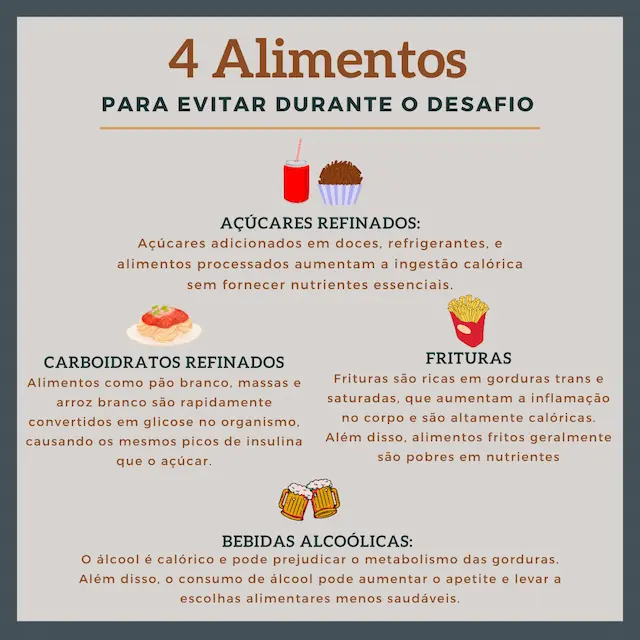 4 Alimentos
PARA EVITAR DURANTE O DESAFIO
AÇÚCARES REFINADOS:
Açúcares adicionados em doces, refrigerantes, e
alimentos processados aumentam a ingestão calórica
sem fornecer nutrientes essenciais.
CARBOIDRATOS REFINADOS
Alimentos como pão branco, massas e
arroz branco são rapidamente
convertidos em glicose no organismo,
causando os mesmos picos de insulina
que o açúcar.
FRITURAS
Frituras são ricas em gorduras trans e
saturadas, que aumentam a inflamação
no corpo e são altamente calóricas.
Além disso, alimentos fritos geralmente
são pobres em nutrientes
BEBIDAS ALCOÓLICAS:
O álcool é calórico e pode prejudicar o metabolismo das gorduras.
Além disso, o consumo de álcool pode aumentar o apetite e levar a
escolhas alimentares menos saudáveis.